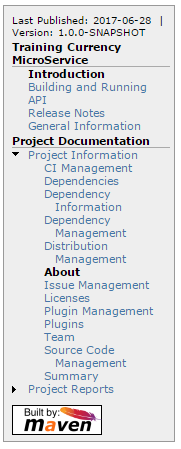 Last Published: 2017-06-28 |
Version: 1.0.0-SNAPSHOT
Training Currency
MicroService
Introduction
Building and Running
API
Release Notes
General Information
Project Documentation
Project Information
CI Management
Dependencies
Dependency
Information
Dependency
Management
Distribution
Management
About
Issue Management
Licenses
Plugin Management
Plugins
Team
Source Code
Management
Summary
Project Reports
Built by:
maven